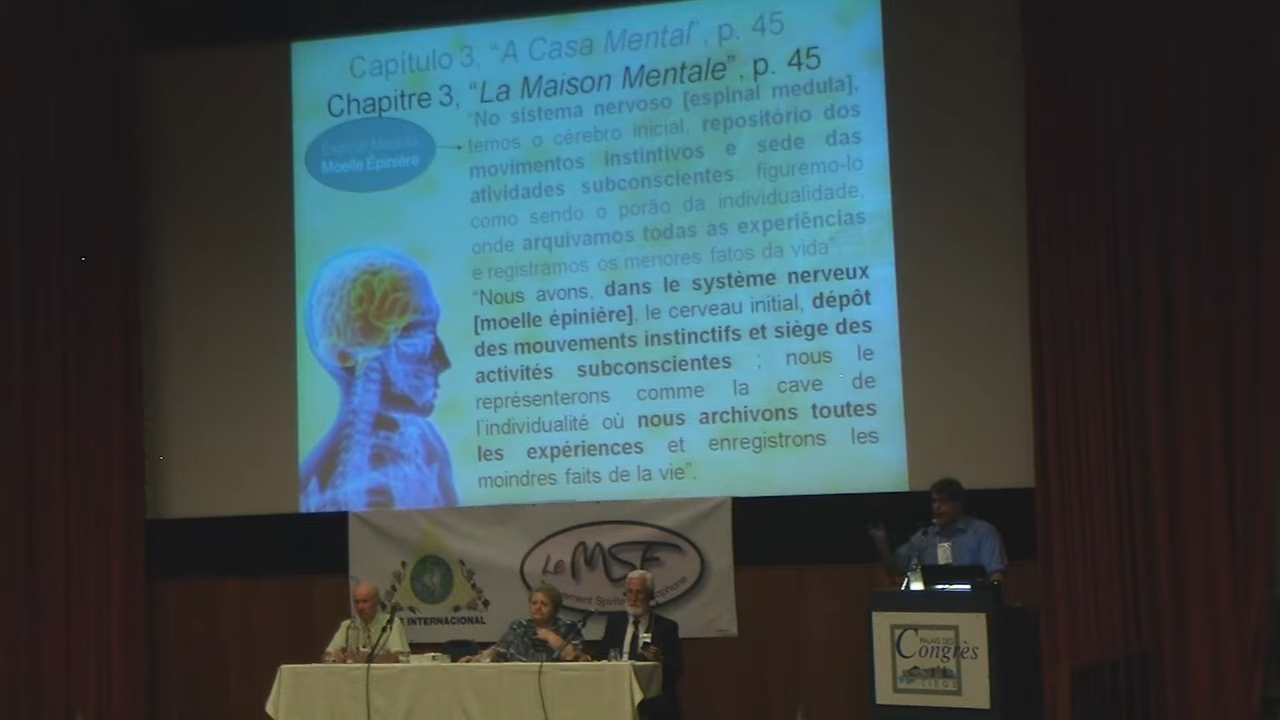 Capítulo 3, "A Casa Mental", p. 45
Chapitre 3, "La Maison Mentale", p. 45
Moelle Épinière
"No sistema nervoso [espinal medula],
temos o cérebro inicial, repositório dos
movimentos instintivos e sede das
atividades subconscientes; figuremo-lo
como sendo o porão da individualidade,
onde arquivamos todas as experiências
e registramos os menores fatos da vida".
"Nous avons, dans le système nerveux
[moelle épinière], le cerveau initial, dépôt
des mouvements instinctifs et siège des
activités subconscientes ; nous le
représenterons comme la cave de
l'individualité où nous archivons toutes
les expériences et enregistrons les
moindres faits de la vie".
INTERNACIONAL
Le MSF
PALAIS DES
Congrès
LIEGE